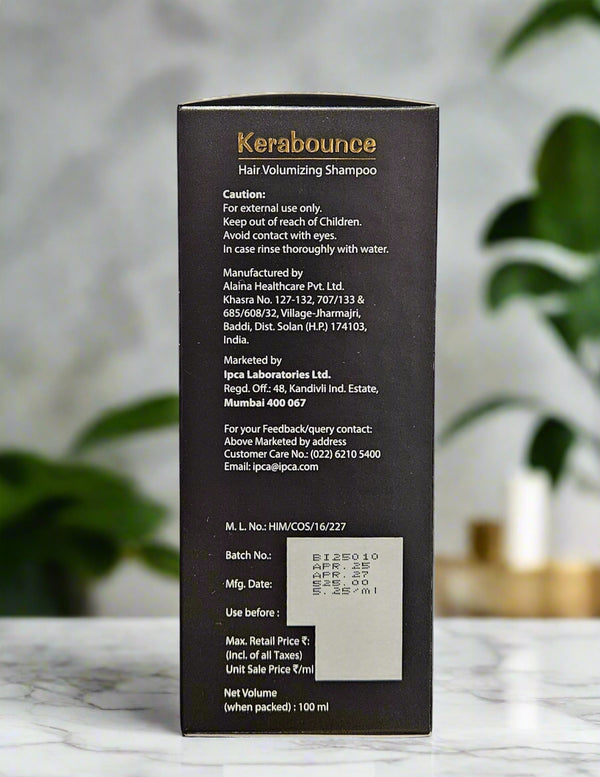 Kerabounce
Hair Volumizing Shampoo
Caution:
For external use only.
Keep out of reach of Children.
Avoid contact with eyes.
In case rinse thoroughly with water.
Manufactured by
Alaina Healthcare Pvt. Ltd.
Khasra No. 127-132, 707/133 &
685/608/32, Village-Jharmajri,
Baddi, Dist. Solan (H.P.) 174103,
India.
Marketed by
Ipca Laboratories Ltd.
Regd. Off.: 48, Kandivli Ind. Estate,
Mumbai 400 067
For your Feedback/query contact:
Above Marketed by address
Customer Care No.: (022) 6210 5400
Email: ipca@ipca.com
M. L. No.: HIM/COS/16/227
Batch No.:
BI25010
APR.25
APR.27
525.00
5.25/ml
Mfg. Date:
Use before :
Max. Retail Price ₹:
(Incl. of all Taxes)
Unit Sale Price ₹/ml
Net Volume
(when packed) : 100 ml